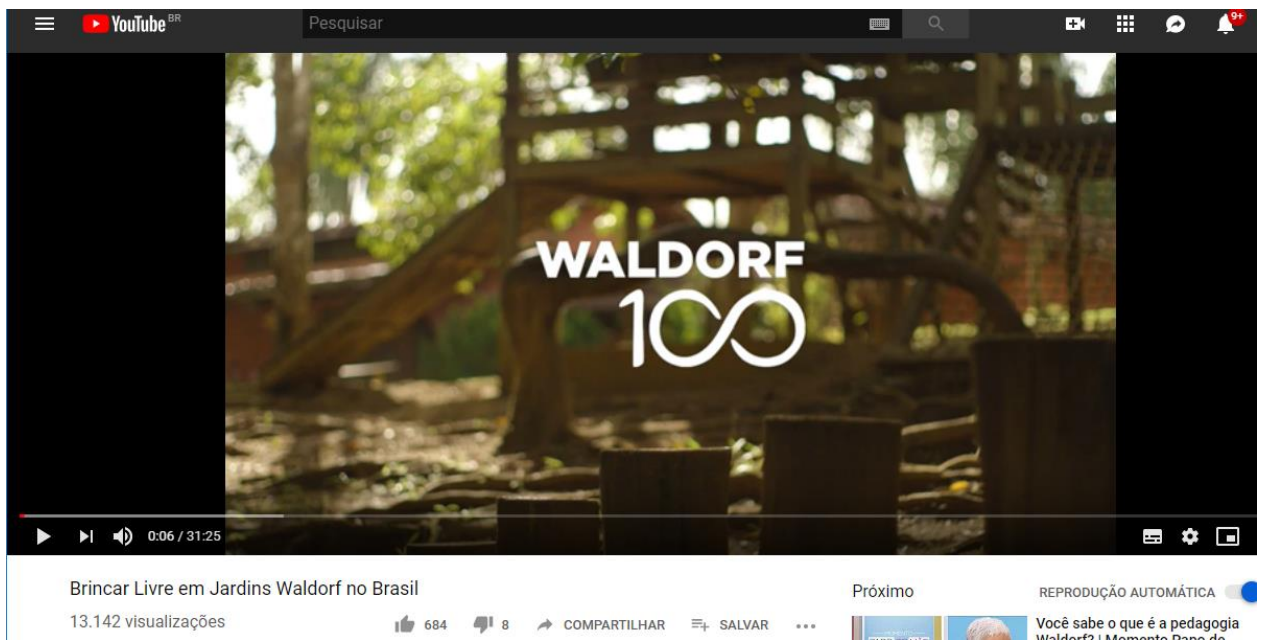 YouTube BR
Pesquisar
9+
WALDORF
100
0:06 / 31:25
Brincar Livre em Jardins Waldorf no Brasil
13.142 visualizações
684
8
COMPARTILHAR
SALVAR
Próximo
REPRODUÇÃO AUTOMÁTICA
Você sabe o que é a pedagogia
Waldorf? | Momento Papo de